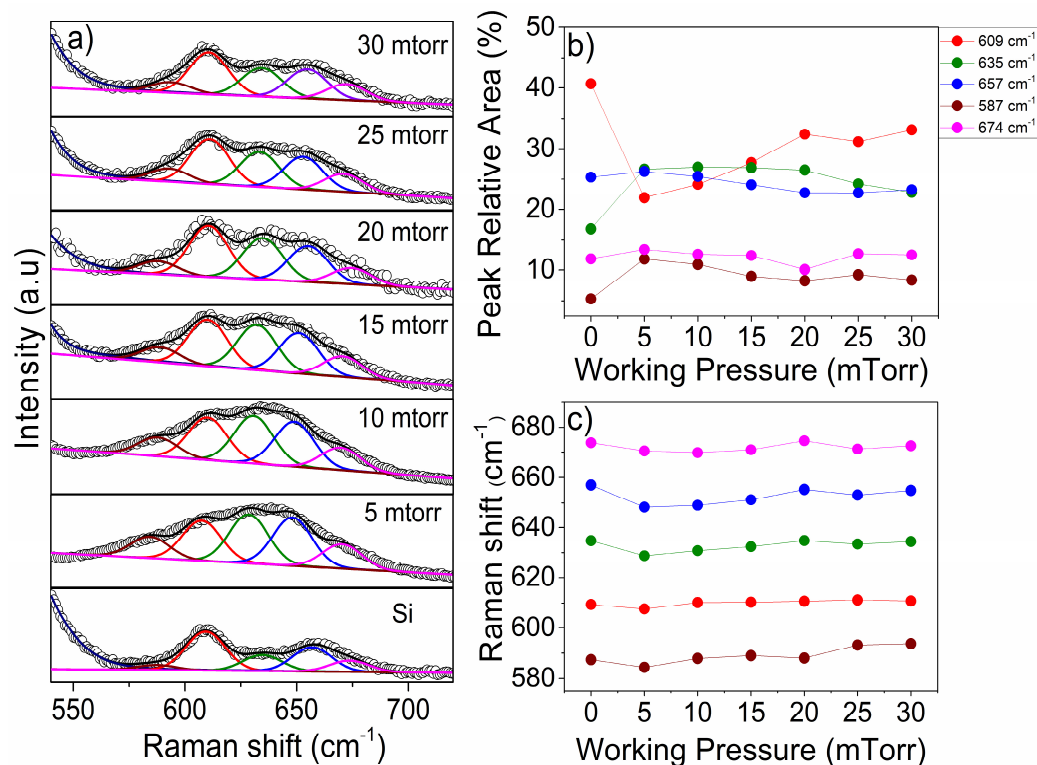 a)
30 mtorr
25 mtorr
20 mtorr
15 mtorr
10 mtorr
5 mtorr
Si
Intensity (a.u)
550 600 650 700
Raman shift (cm⁻¹)
b)
50
40
30
20
10
Peak Relative Area (%)
0 5 10 15 20 25 30
Working Pressure (mTorr)
609 cm⁻¹
635 cm⁻¹
657 cm⁻¹
587 cm⁻¹
674 cm⁻¹
c)
680
660
640
620
600
580
Raman shift (cm⁻¹)
0 5 10 15 20 25 30
Working Pressure (mTorr)